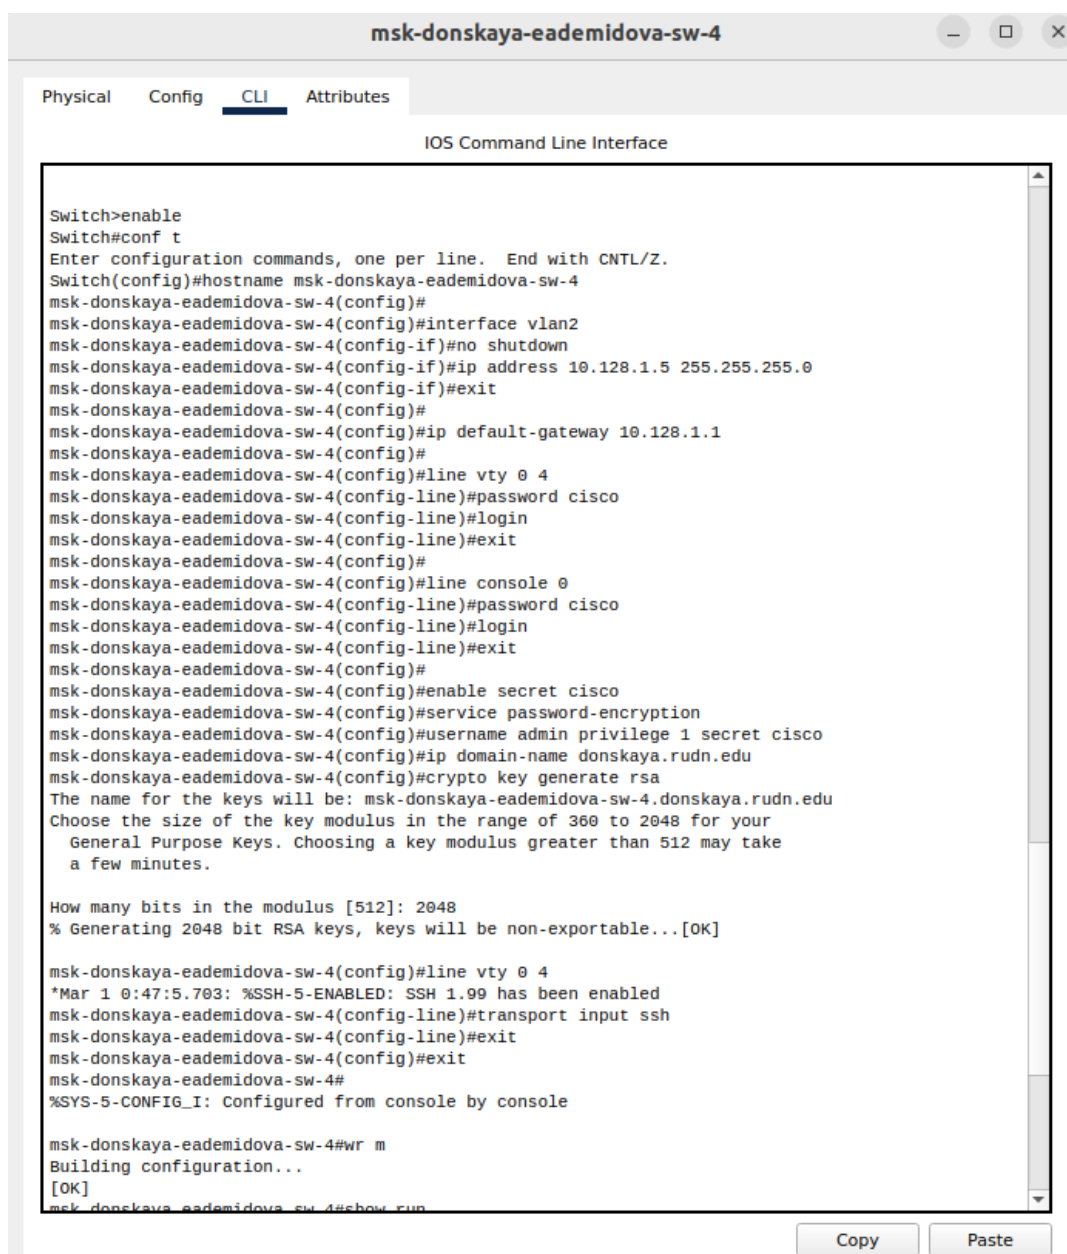 msk-donskaya-eademidova-sw-4
Physical Config CLI Attributes
IOS Command Line Interface
Switch>enable
Switch#conf t
Enter configuration commands, one per line.  End with CNTL/Z.
Switch(config)#hostname msk-donskaya-eademidova-sw-4
msk-donskaya-eademidova-sw-4(config)#
msk-donskaya-eademidova-sw-4(config)#interface vlan2
msk-donskaya-eademidova-sw-4(config-if)#no shutdown
msk-donskaya-eademidova-sw-4(config-if)#ip address 10.128.1.5 255.255.255.0
msk-donskaya-eademidova-sw-4(config-if)#exit
msk-donskaya-eademidova-sw-4(config)#
msk-donskaya-eademidova-sw-4(config)#ip default-gateway 10.128.1.1
msk-donskaya-eademidova-sw-4(config)#
msk-donskaya-eademidova-sw-4(config)#line vty 0 4
msk-donskaya-eademidova-sw-4(config-line)#password cisco
msk-donskaya-eademidova-sw-4(config-line)#login
msk-donskaya-eademidova-sw-4(config-line)#exit
msk-donskaya-eademidova-sw-4(config)#
msk-donskaya-eademidova-sw-4(config)#line console 0
msk-donskaya-eademidova-sw-4(config-line)#password cisco
msk-donskaya-eademidova-sw-4(config-line)#login
msk-donskaya-eademidova-sw-4(config-line)#exit
msk-donskaya-eademidova-sw-4(config)#
msk-donskaya-eademidova-sw-4(config)#enable secret cisco
msk-donskaya-eademidova-sw-4(config)#service password-encryption
msk-donskaya-eademidova-sw-4(config)#username admin privilege 1 secret cisco
msk-donskaya-eademidova-sw-4(config)#ip domain-name donskaya.rudn.edu
msk-donskaya-eademidova-sw-4(config)#crypto key generate rsa
The name for the keys will be: msk-donskaya-eademidova-sw-4.donskaya.rudn.edu
Choose the size of the key modulus in the range of 360 to 2048 for your
  General Purpose Keys. Choosing a key modulus greater than 512 may take
  a few minutes.
How many bits in the modulus [512]: 2048
% Generating 2048 bit RSA keys, keys will be non-exportable...[OK]
msk-donskaya-eademidova-sw-4(config)#line vty 0 4
*Mar 1 0:47:5.703: %SSH-5-ENABLED: SSH 1.99 has been enabled
msk-donskaya-eademidova-sw-4(config-line)#transport input ssh
msk-donskaya-eademidova-sw-4(config-line)#exit
msk-donskaya-eademidova-sw-4(config)#exit
msk-donskaya-eademidova-sw-4#
%SYS-5-CONFIG_I: Configured from console by console
msk-donskaya-eademidova-sw-4#wr m
Building configuration...
[OK]
msk-donskaya-eademidova-sw-4#show run
Copy Paste